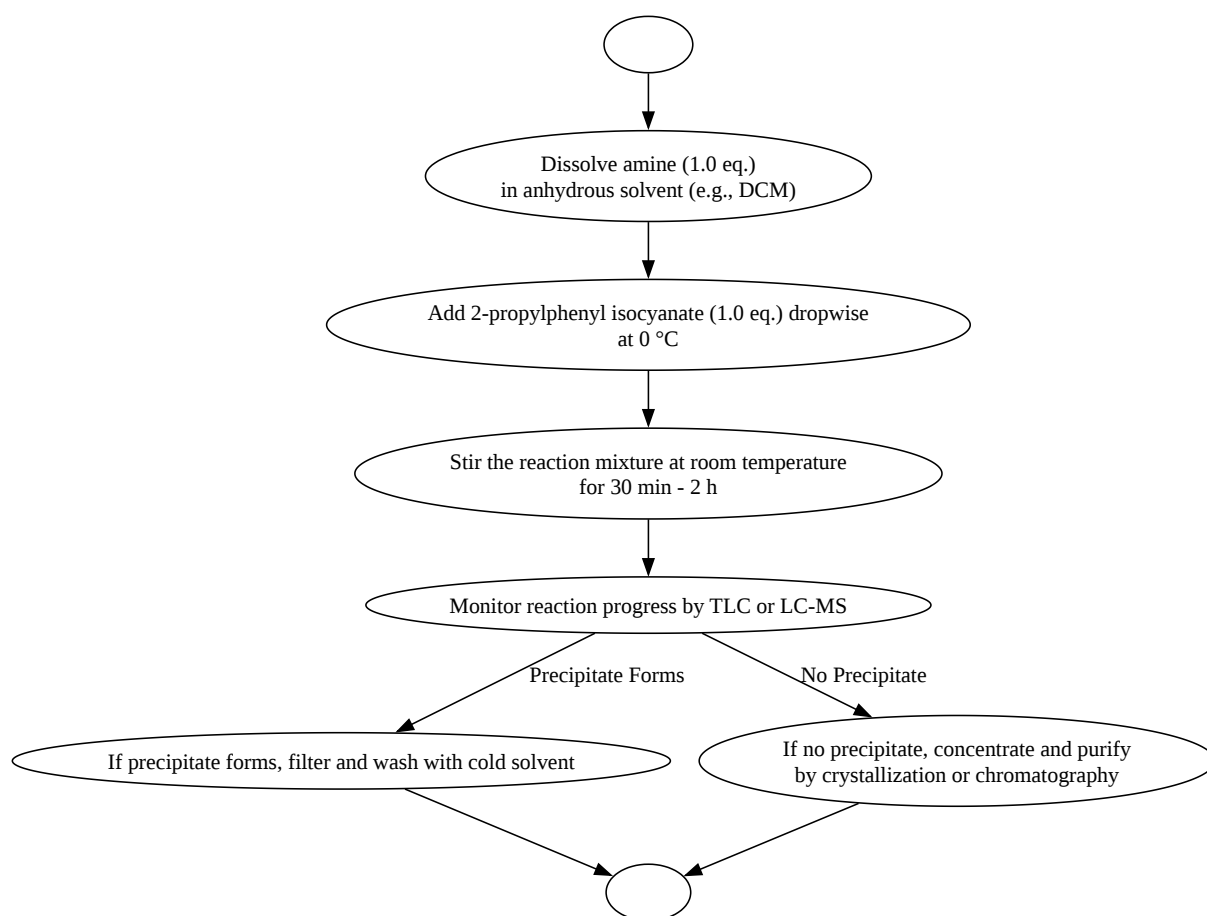 Dissolve amine (1.0 eq.)
in anhydrous solvent (e.g., DCM)
Add 2-propylphenyl isocyanate (1.0 eq.) dropwise
at 0 °C
Stir the reaction mixture at room temperature
for 30 min - 2 h
Monitor reaction progress by TLC or LC-MS
Precipitate Forms
No Precipitate
If precipitate forms, filter and wash with cold solvent
If no precipitate, concentrate and purify
by crystallization or chromatography